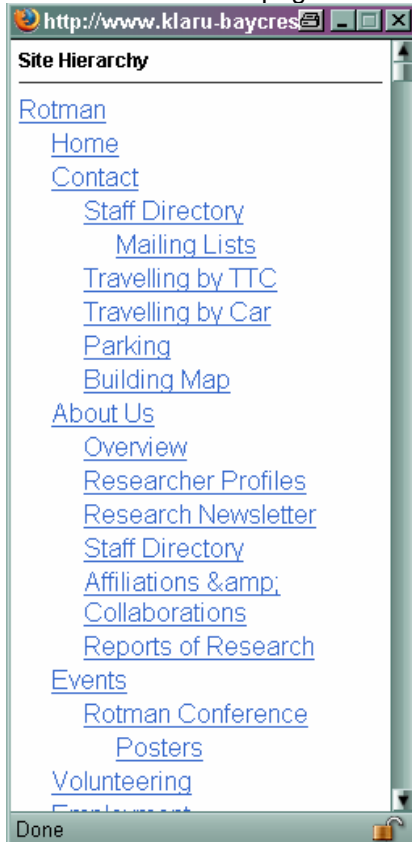 http://www.klaru-baycres
Site Hierarchy
Rotman
Home
Contact
Staff Directory
Mailing Lists
Travelling by TTC
Travelling by Car
Parking
Building Map
About Us
Overview
Researcher Profiles
Research Newsletter
Staff Directory
Affiliations &amp;
Collaborations
Reports of Research
Events
Rotman Conference
Posters
Volunteering
Done